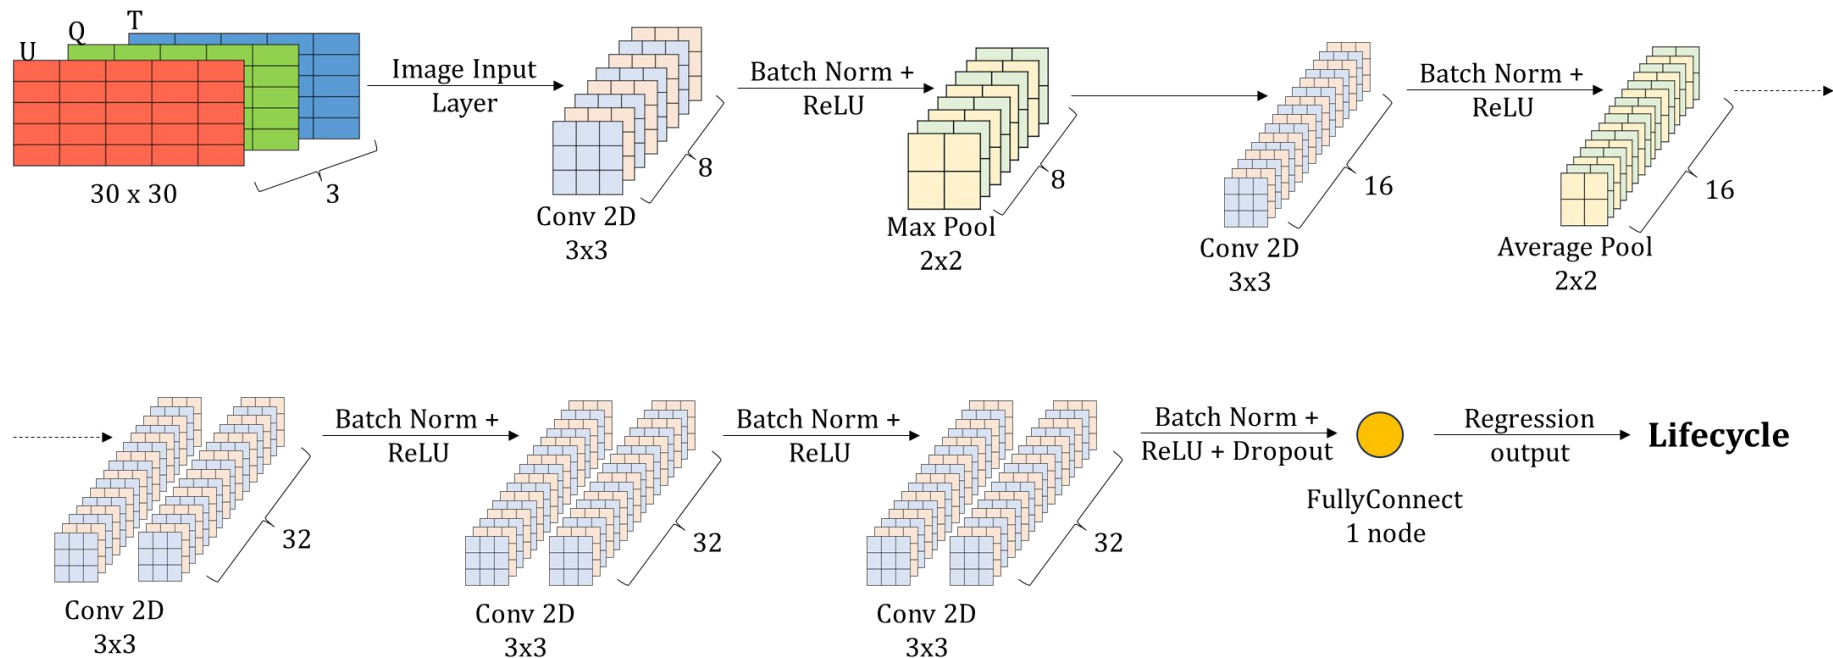 U
Q
T
30 x 30
3
Image Input
Layer
Conv 2D
3x3
8
Batch Norm +
ReLU
Max Pool
2x2
8
Conv 2D
3x3
16
Batch Norm +
ReLU
Average Pool
2x2
16
Conv 2D
3x3
32
Batch Norm +
ReLU
Conv 2D
3x3
32
Batch Norm +
ReLU
Conv 2D
3x3
32
Batch Norm +
ReLU + Dropout
FullyConnect
1 node
Regression
output
Lifecycle